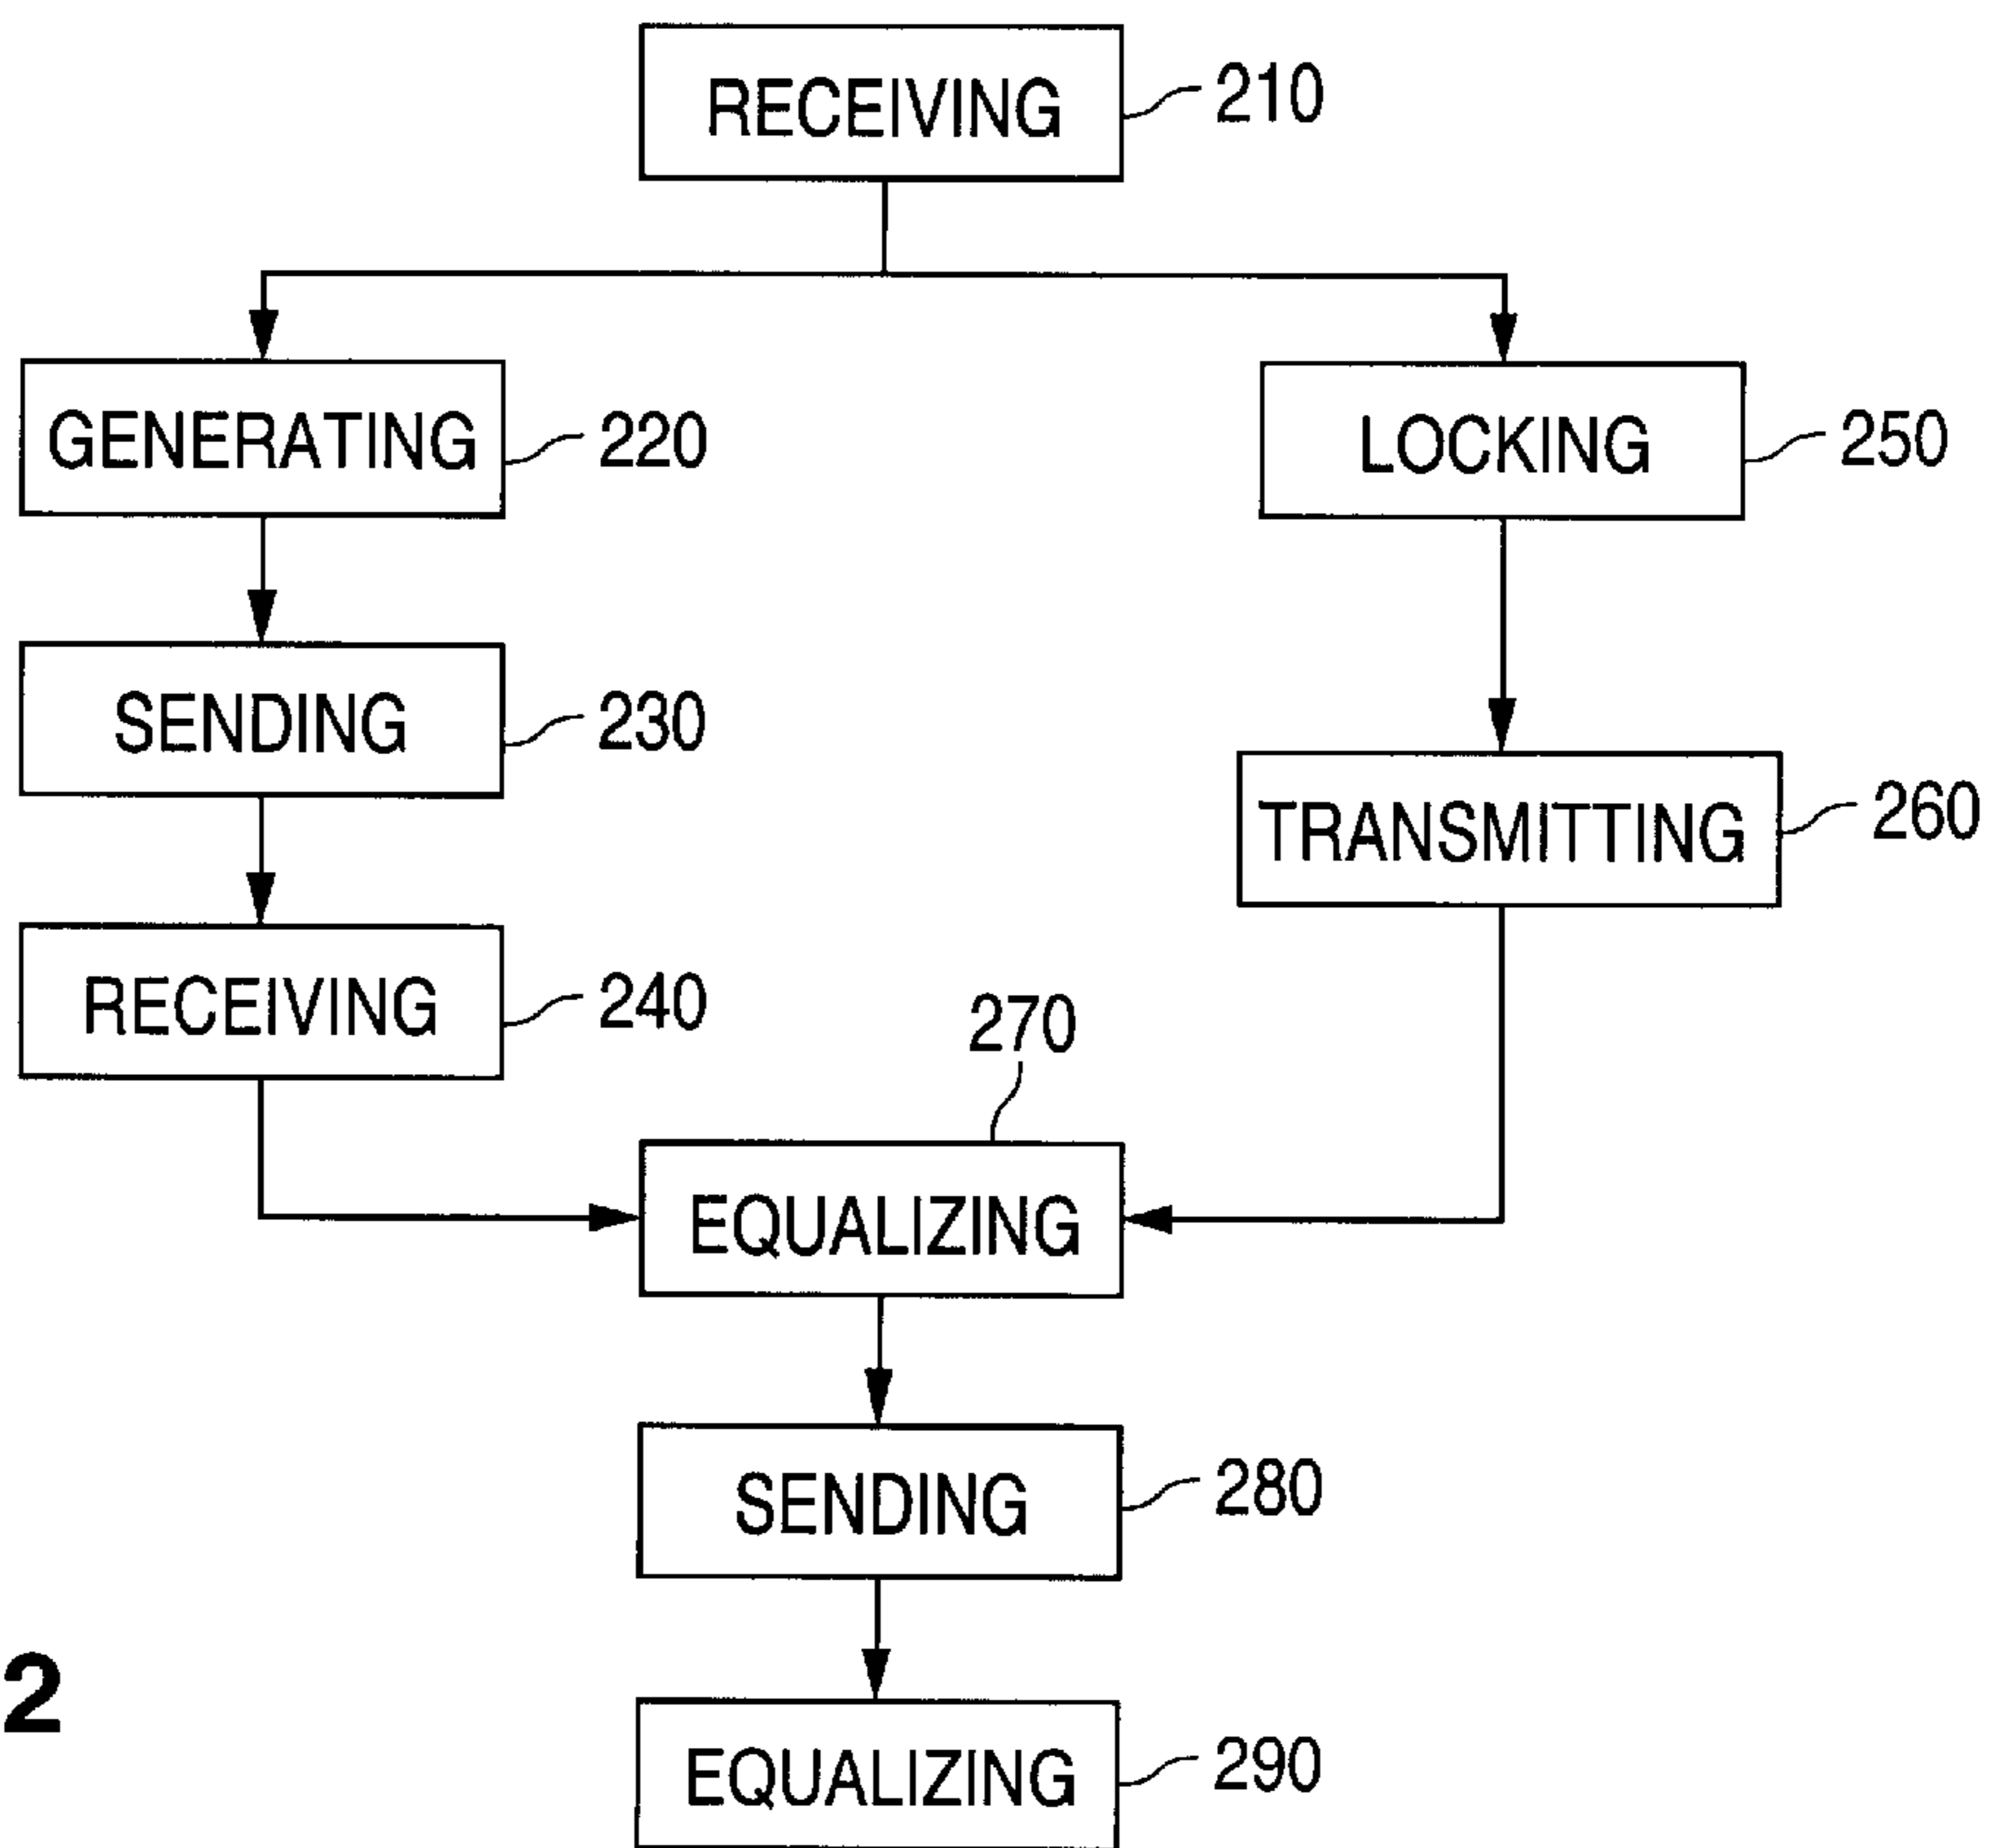 RECEIVING 210
GENERATING 220
LOCKING 250
SENDING 230
TRANSMITTING 260
RECEIVING 240
270
EQUALIZING
SENDING 280
2
EQUALIZING 290